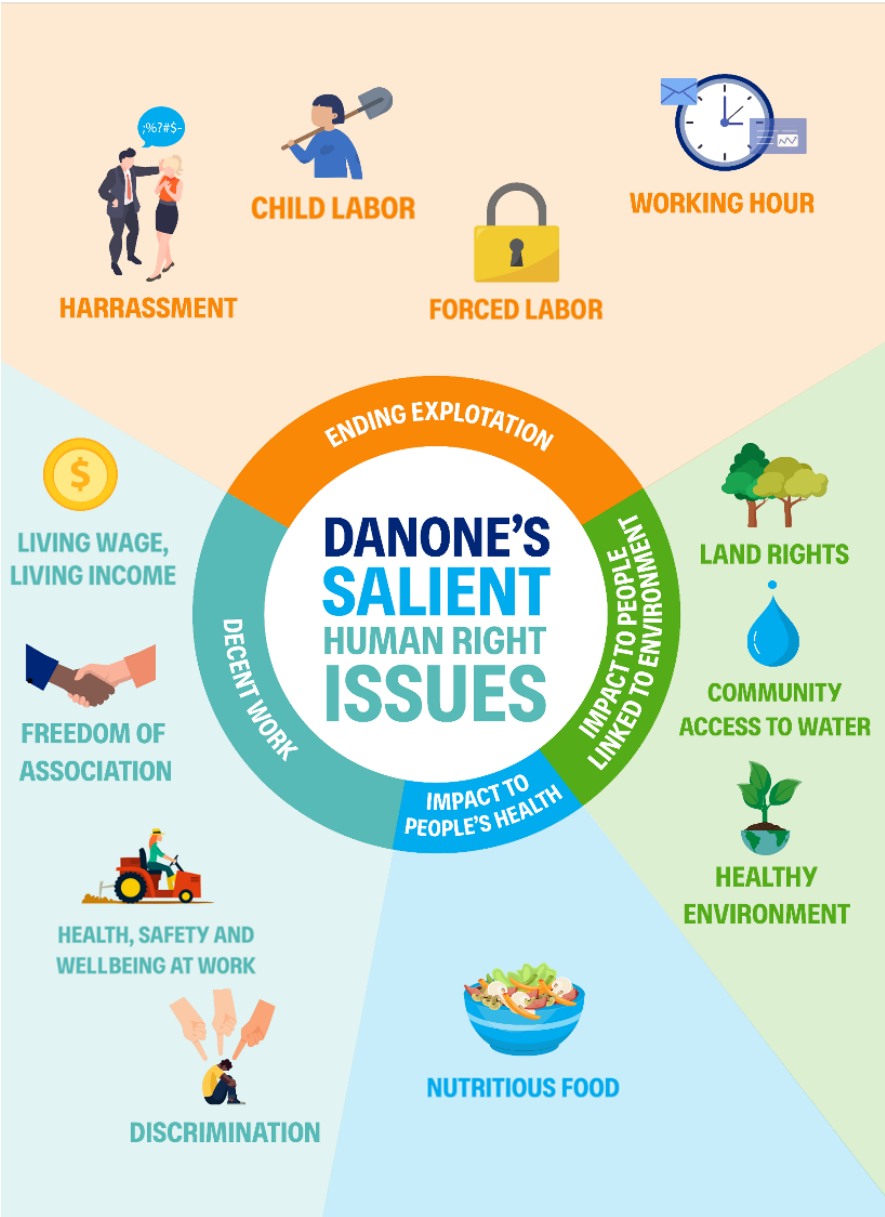 ;%?#$-
CHILD LABOR
WORKING HOUR
HARRASSMENT
FORCED LABOR
ENDING EXPLOTATION
DANONE'S
SALIENT
HUMAN RIGHT
ISSUES
IMPACT TO PEOPLE
LINKED TO ENVIRONMENT
LAND RIGHTS
COMMUNITY
ACCESS TO WATER
HEALTHY
ENVIRONMENT
IMPACT TO
PEOPLE'S HEALTH
NUTRITIOUS FOOD
DECENT WORK
$
LIVING WAGE,
LIVING INCOME
FREEDOM OF
ASSOCIATION
HEALTH, SAFETY AND
WELLBEING AT WORK
DISCRIMINATION